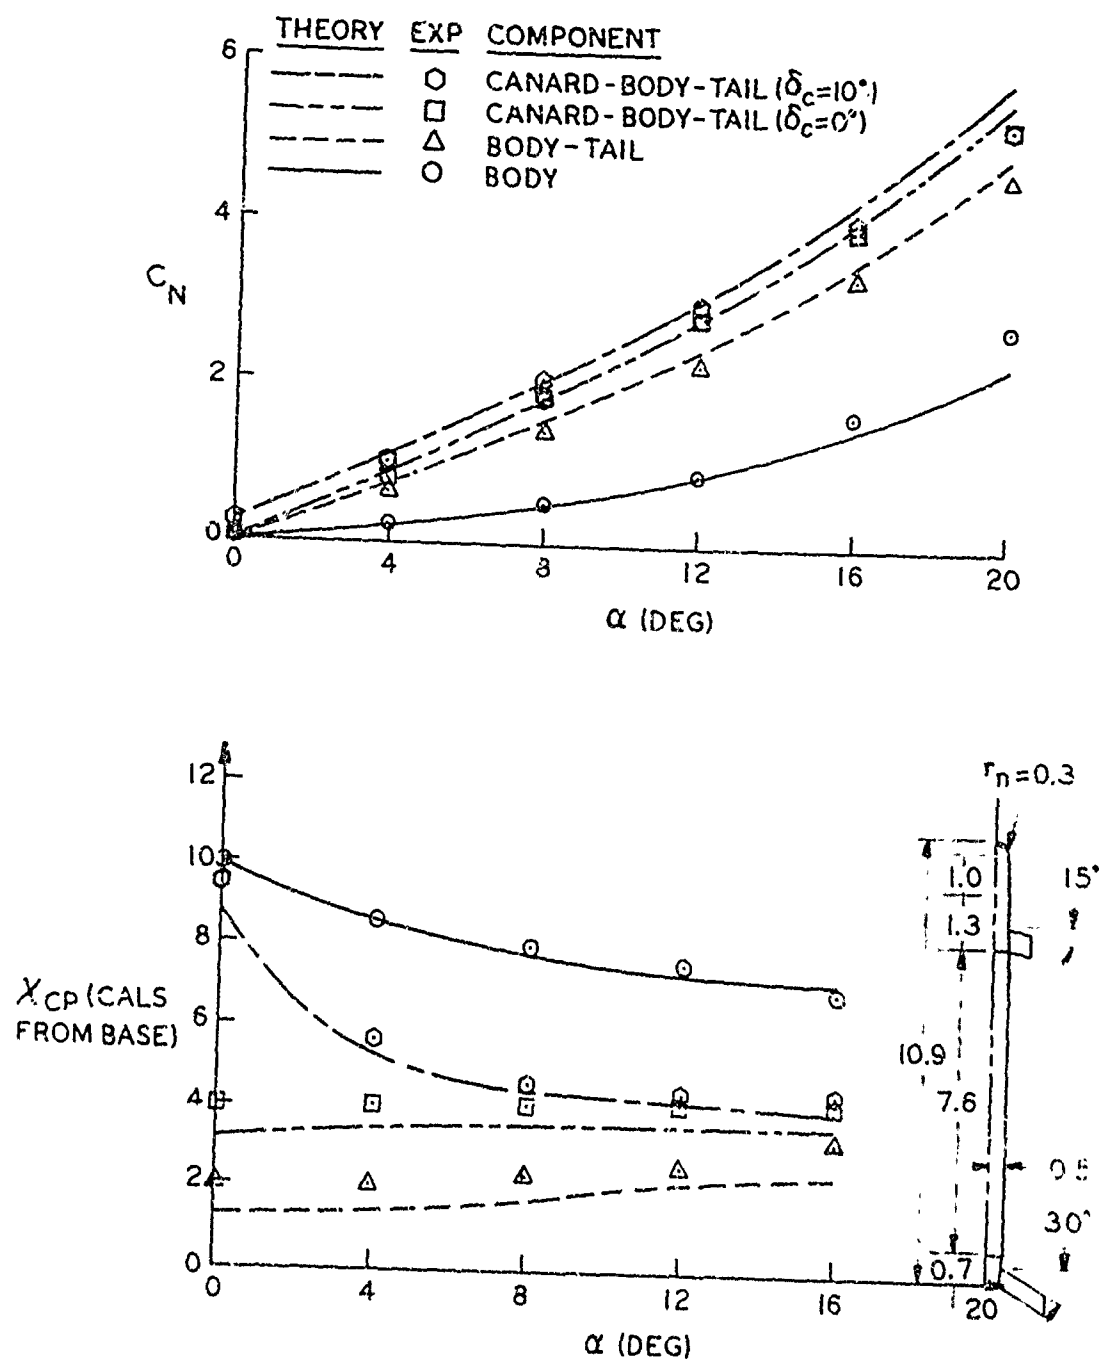 THEORY EXP COMPONENT
CANARD-BODY-TAIL (δc=10°)
CANARD-BODY-TAIL (δc=0°)
BODY-TAIL
BODY
6
4
2
0
CN
0 4 8 12 16 20
α (DEG)
12
10
8
6
4
2
0
XCP (CALS
FROM BASE)
0 4 8 12 16 20
α (DEG)
rn=0.3
1.0
15°
1.3
10.9
7.6
0.5
30°
0.7